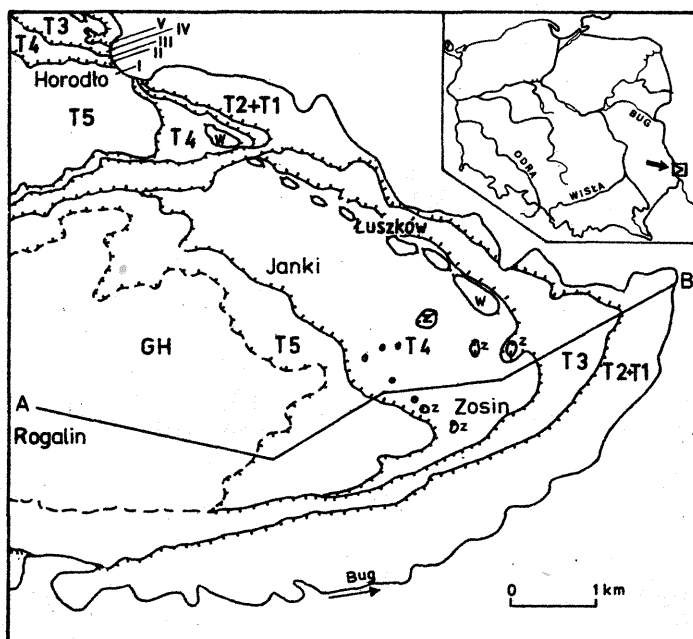 T3
V
IV
T4
III
II
Horodło
I
T5
T2+T1
T4
W
BUG
ODRA
WISŁA
Łuszków
Janki
B
W
Z
GH
T5
T4
z
z
T3
T2+T1
A
z
Zosin
Rogalin
z
Bug
0 1 km